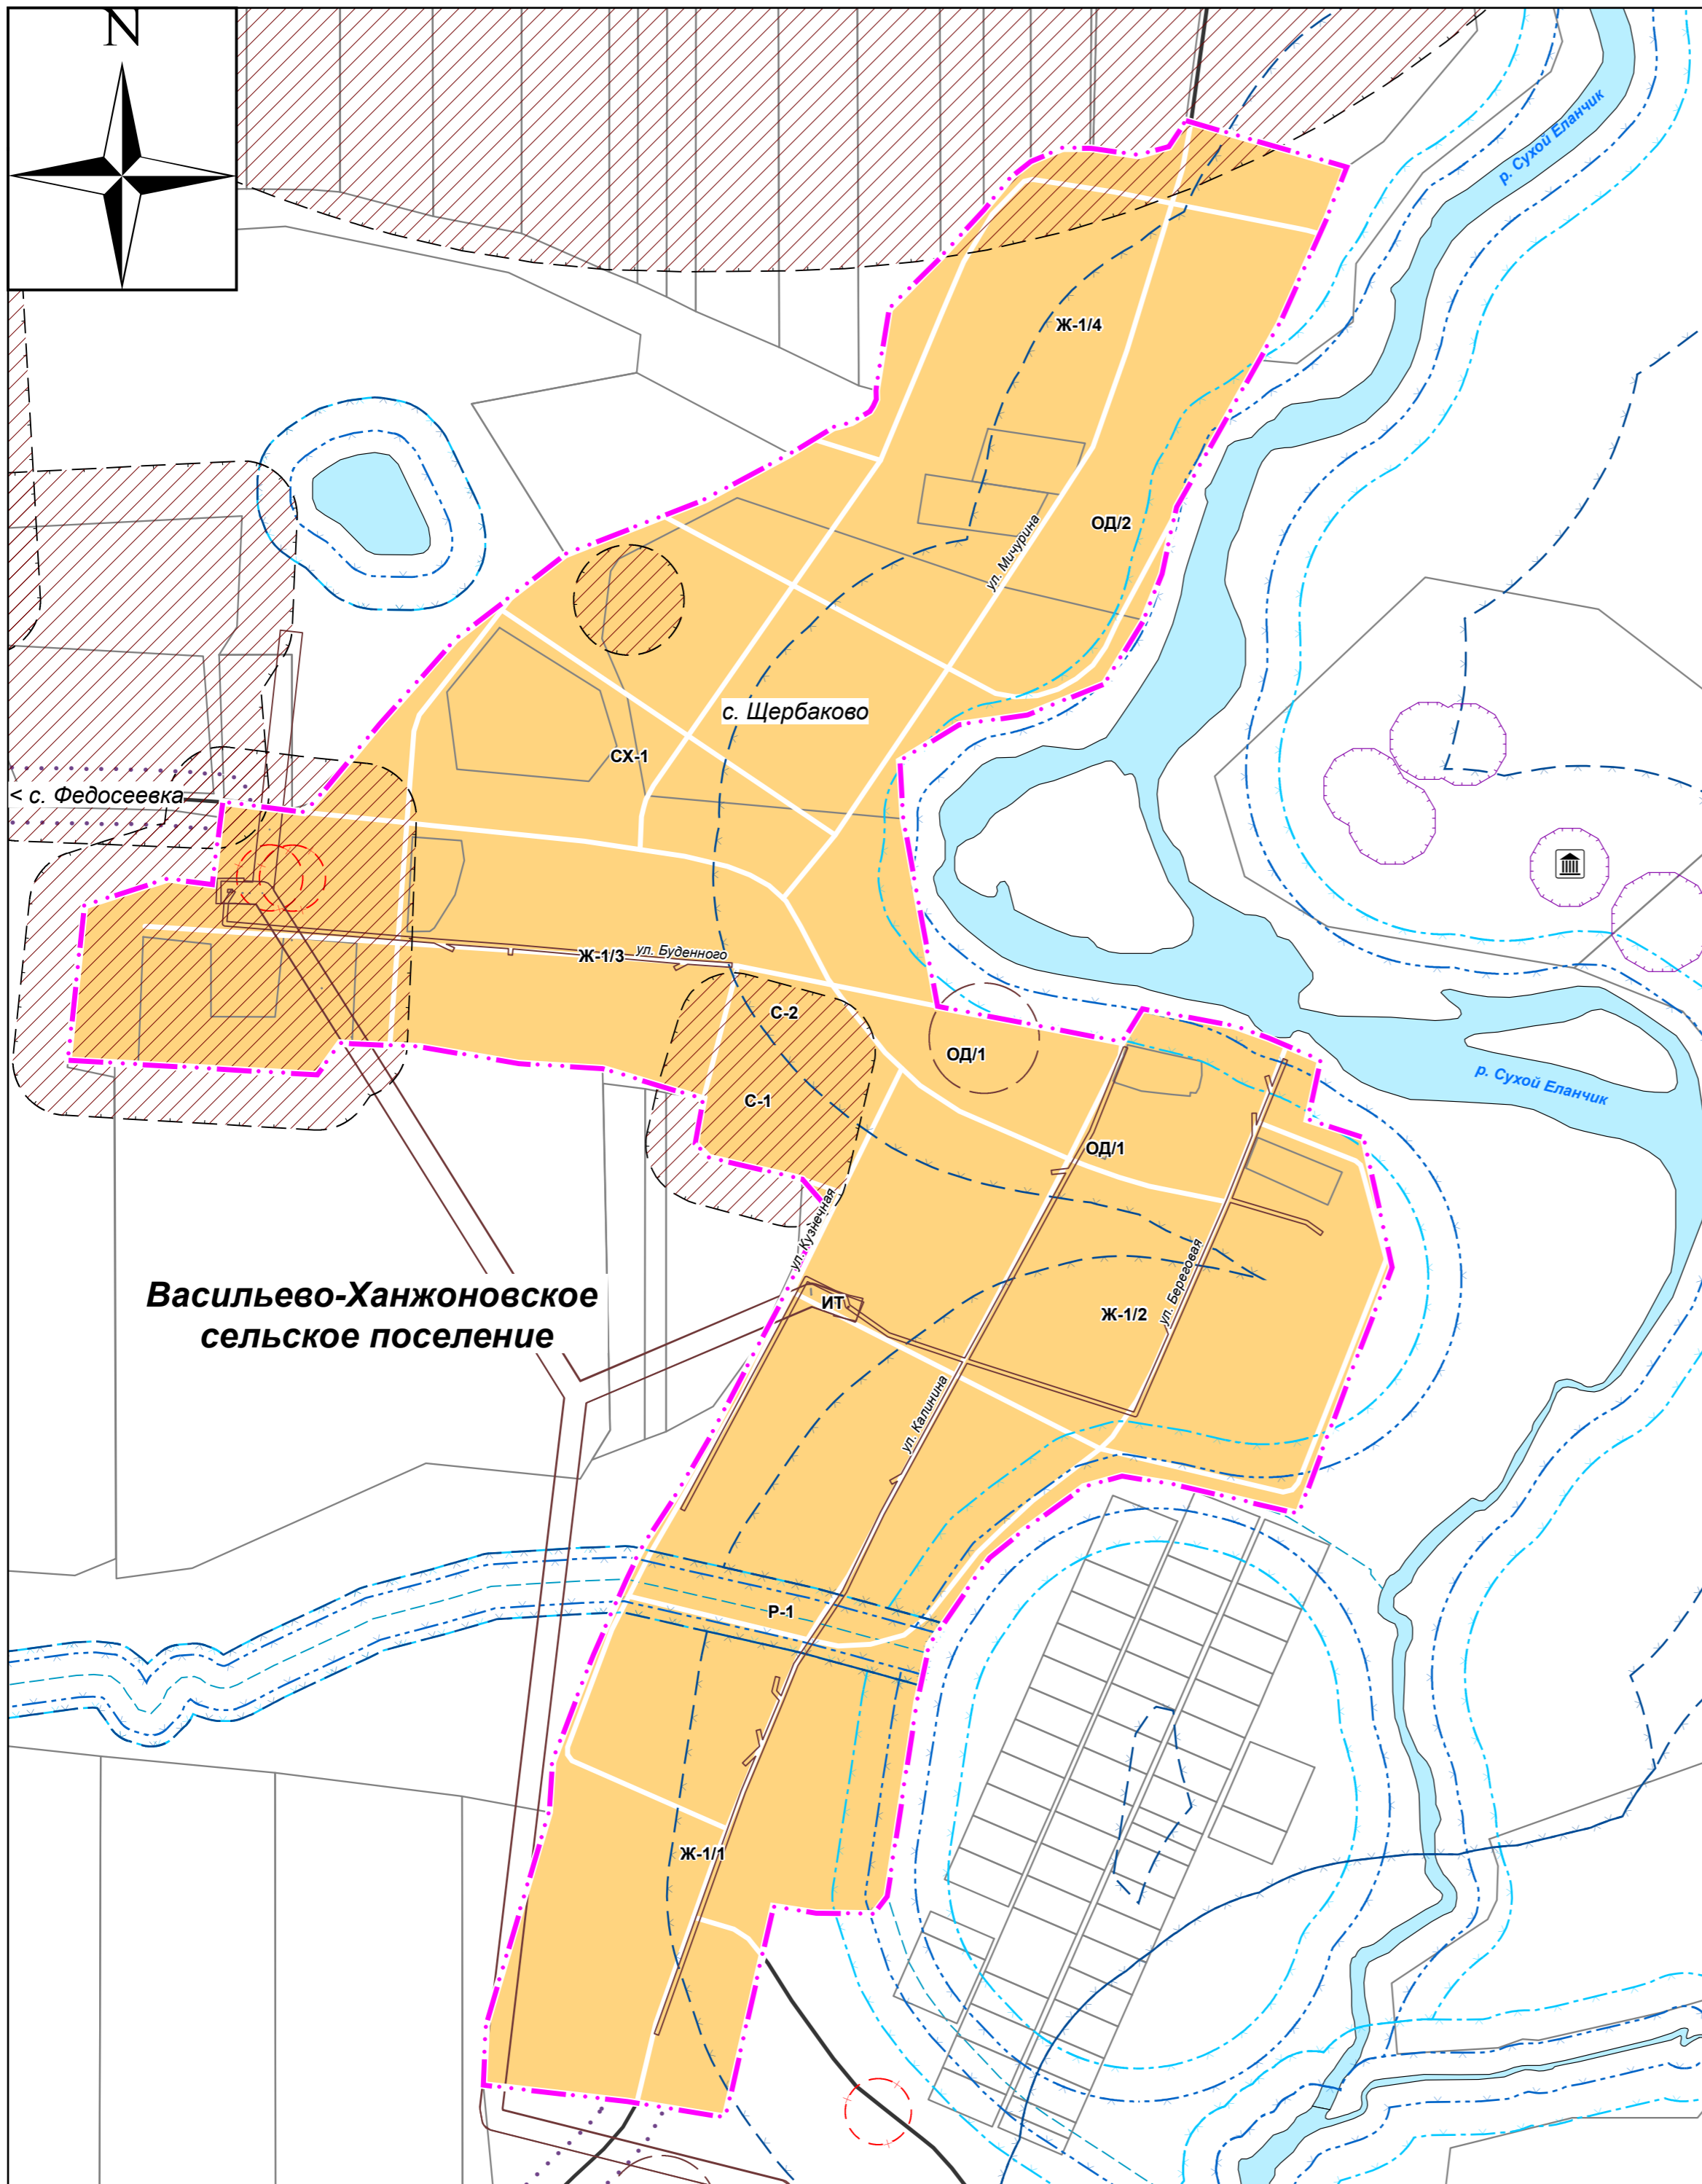 N
р. Сухой Еланчик
Ж-1/4
ОД/2
ул. Мичурина
с. Щербаково
СХ-1
< с. Федосеевка
Ж-1/3
ул. Буденного
С-2
ОД/1
р. Сухой Еланчик
С-1
ОД/1
ул. Кузнечная
ул. Береговая
Васильево-Ханжоновское
сельское поселение
ИТ
Ж-1/2
ул. Калинина
Р-1
Ж-1/1